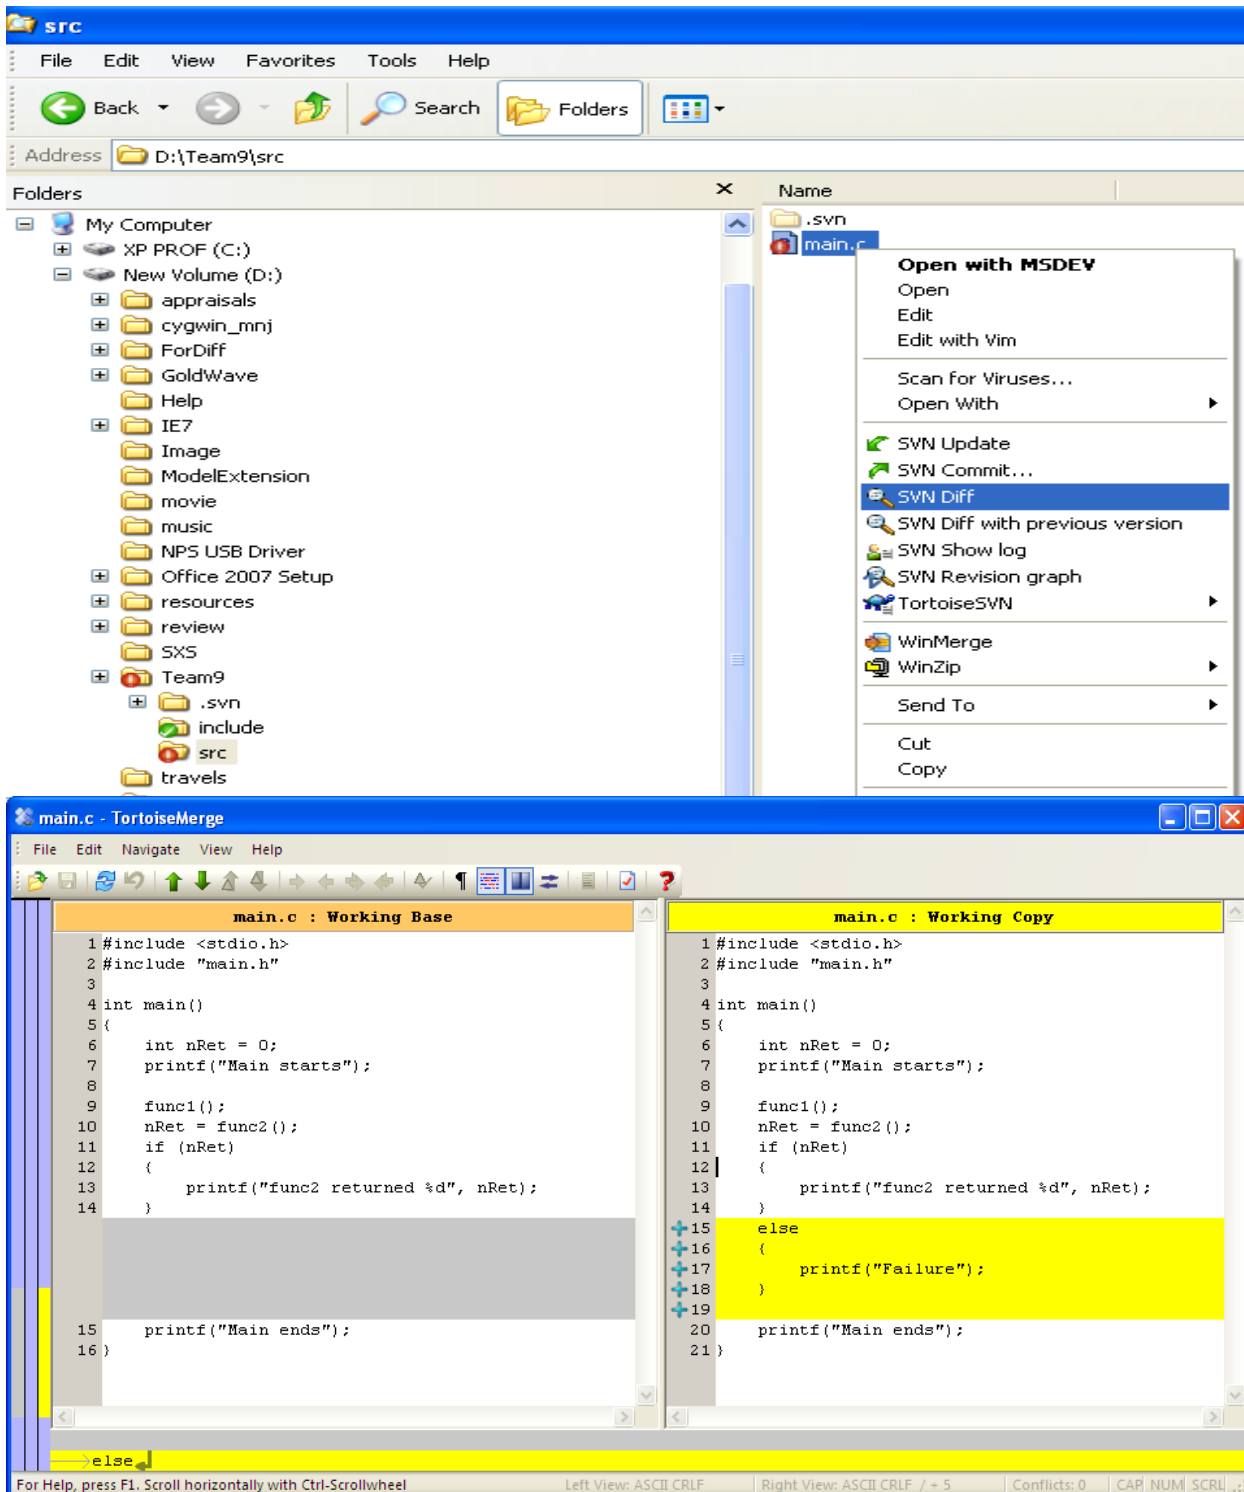 src
File Edit View Favorites Tools Help
Back Search Folders
Address D:\Team9\src
Folders
My Computer
XP PROF (C:)
New Volume (D:)
appraisals
cygwin_mnj
ForDiff
GoldWave
Help
IE7
Image
ModelExtension
movie
music
NPS USB Driver
Office 2007 Setup
resources
review
SXS
Team9
.svn
include
src
travels
Name
.svn
main.c
Open with MSDEV
Open
Edit
Edit with Vim
Scan for Viruses...
Open With
SVN Update
SVN Commit...
SVN Diff
SVN Diff with previous version
SVN Show log
SVN Revision graph
TortoiseSVN
WinMerge
WinZip
Send To
Cut
Copy
main.c - TortoiseMerge
File Edit Navigate View Help
main.c : Working Base
1 #include <stdio.h>
2 #include "main.h"
3
4 int main()
5 {
6 int nRet = 0;
7 printf("Main starts");
8
9 func1();
10 nRet = func2();
11 if (nRet)
12 {
13 printf("func2 returned %d", nRet);
14 }
15 printf("Main ends");
16 }
main.c : Working Copy
1 #include <stdio.h>
2 #include "main.h"
3
4 int main()
5 {
6 int nRet = 0;
7 printf("Main starts");
8
9 func1();
10 nRet = func2();
11 if (nRet)
12 {
13 printf("func2 returned %d", nRet);
14 }
15 else
16 {
17 printf("Failure");
18 }
19
20 printf("Main ends");
21 }
else
For Help, press F1. Scroll horizontally with Ctrl-Scrollwheel Left View: ASCII CRLF Right View: ASCII CRLF / + 5 Conflicts: 0 CAP NUM SCRL